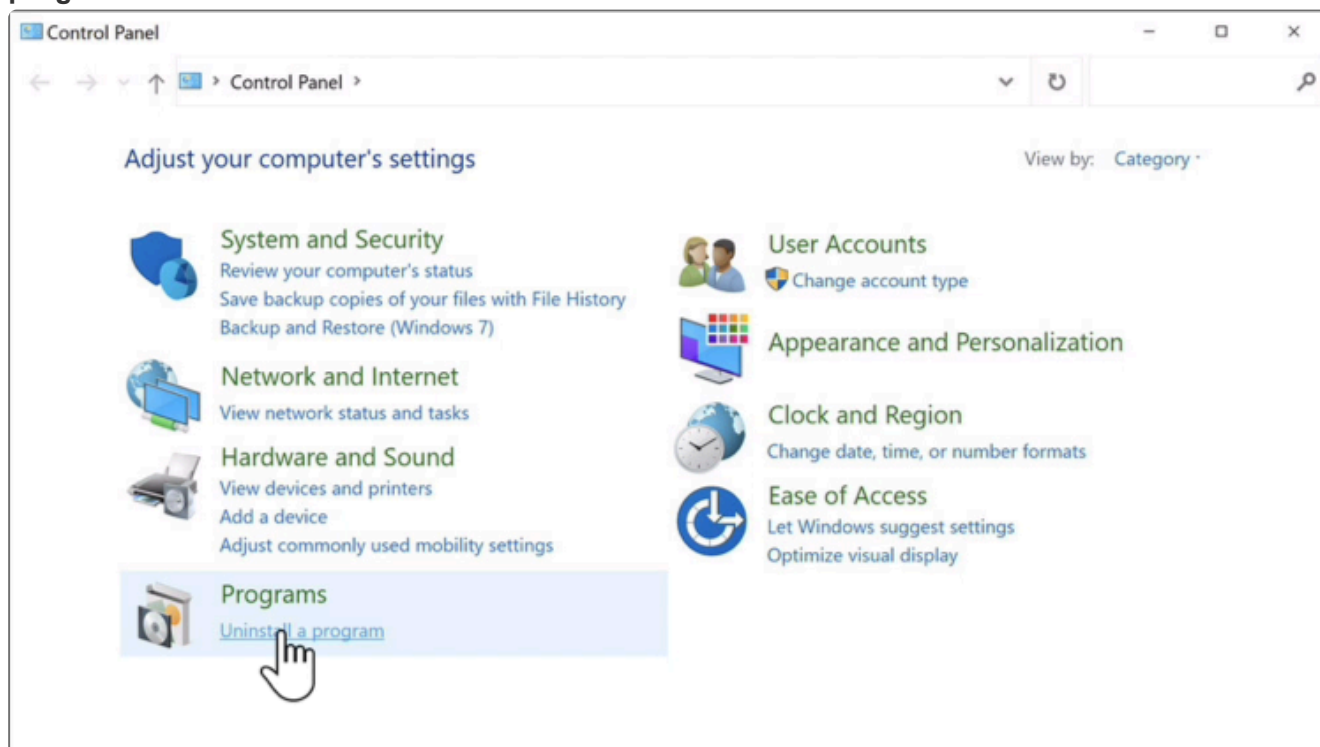 Control Panel
Control Panel
Adjust your computer's settings
View by: Category
System and Security
Review your computer's status
Save backup copies of your files with File History
Backup and Restore (Windows 7)
Network and Internet
View network status and tasks
Hardware and Sound
View devices and printers
Add a device
Adjust commonly used mobility settings
Programs
Uninstall a program
User Accounts
Change account type
Appearance and Personalization
Clock and Region
Change date, time, or number formats
Ease of Access
Let Windows suggest settings
Optimize visual display